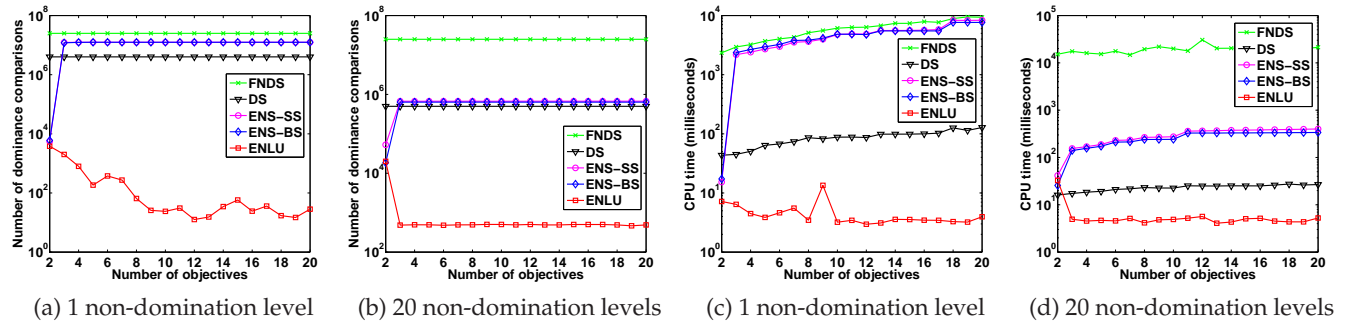 Number of dominance comparisons
10^8
10^6
10^4
10^2
10^0
2 4 6 8 10 12 14 16 18 20
Number of objectives
FNDS
DS
ENS-SS
ENS-BS
ENLU
(a) 1 non-domination level
Number of dominance comparisons
10^8
10^6
10^4
10^2
2 4 6 8 10 12 14 16 18 20
Number of objectives
FNDS
DS
ENS-SS
ENS-BS
ENLU
(b) 20 non-domination levels
CPU time (milliseconds)
10^4
10^3
10^2
10^1
10^0
2 4 6 8 10 12 14 16 18 20
Number of objectives
FNDS
DS
ENS-SS
ENS-BS
ENLU
(c) 1 non-domination level
CPU time (milliseconds)
10^5
10^4
10^3
10^2
10^1
10^0
2 4 6 8 10 12 14 16 18 20
Number of objectives
FNDS
DS
ENS-SS
ENS-BS
ENLU
(d) 20 non-domination levels